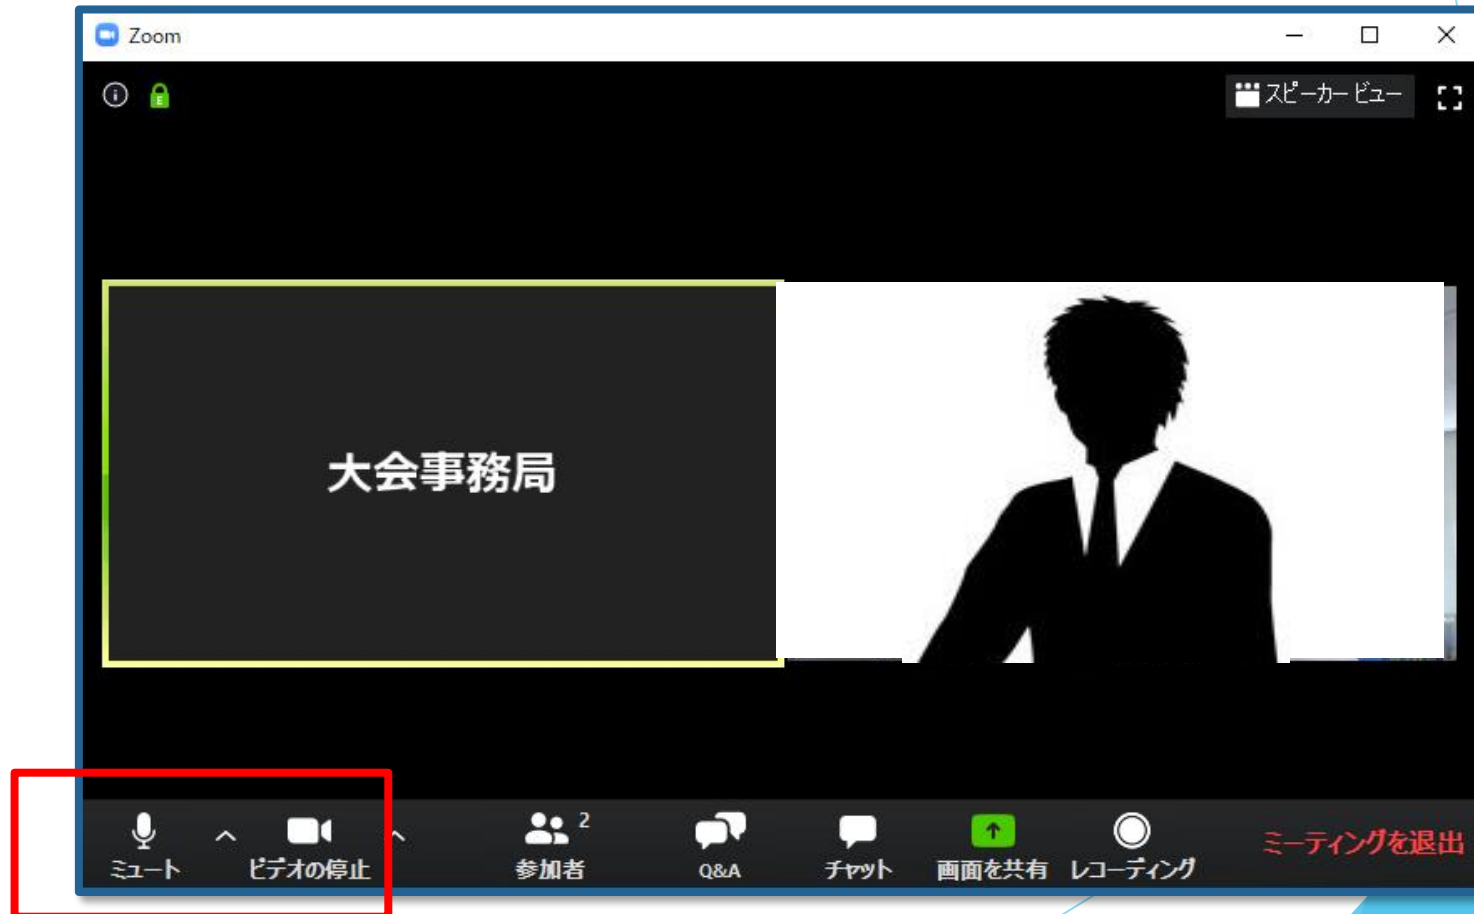 Zoom
スピーカー ビュー
大会事務局
ミュート
ビデオの停止
2
参加者
Q&A
チャット
画面を共有
レコーディング
ミーティングを退出